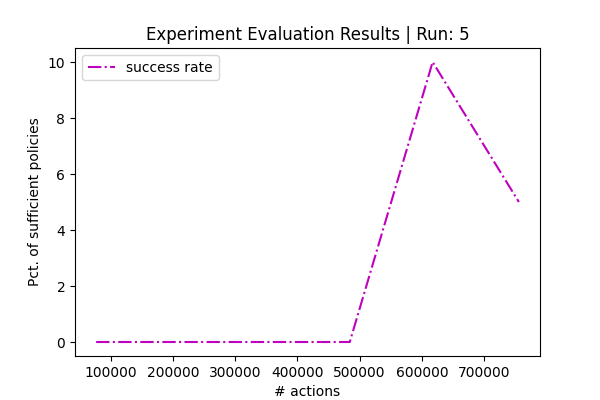 Experiment Evaluation Results | Run: 5
success rate
Pct. of sufficient policies
10
8
6
4
2
0
100000 200000 300000 400000 500000 600000 700000
# actions